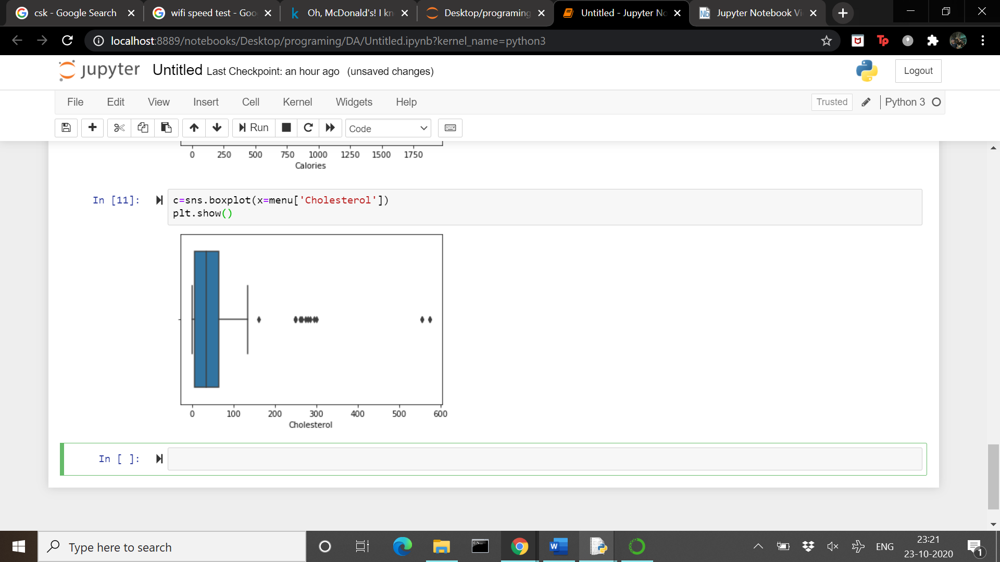 csk - Google Search
wifi speed test - Goo
Oh, McDonald's! I kn
Desktop/programing
Untitled - Jupyter No
Jupyter Notebook Vi
localhost:8889/notebooks/Desktop/programing/DA/Untitled.ipynb?kernel_name=python3
Tp
jupyter Untitled Last Checkpoint: an hour ago (unsaved changes)
Logout
File Edit View Insert Cell Kernel Widgets Help
Trusted Python 3
Run Code
0 250 500 750 1000 1250 1500 1750
Calories
In [11]: c=sns.boxplot(x=menu['Cholesterol'])
plt.show()
0 100 200 300 400 500 600
Cholesterol
In [ ]:
Type here to search
ENG
23:21
23-10-2020
1